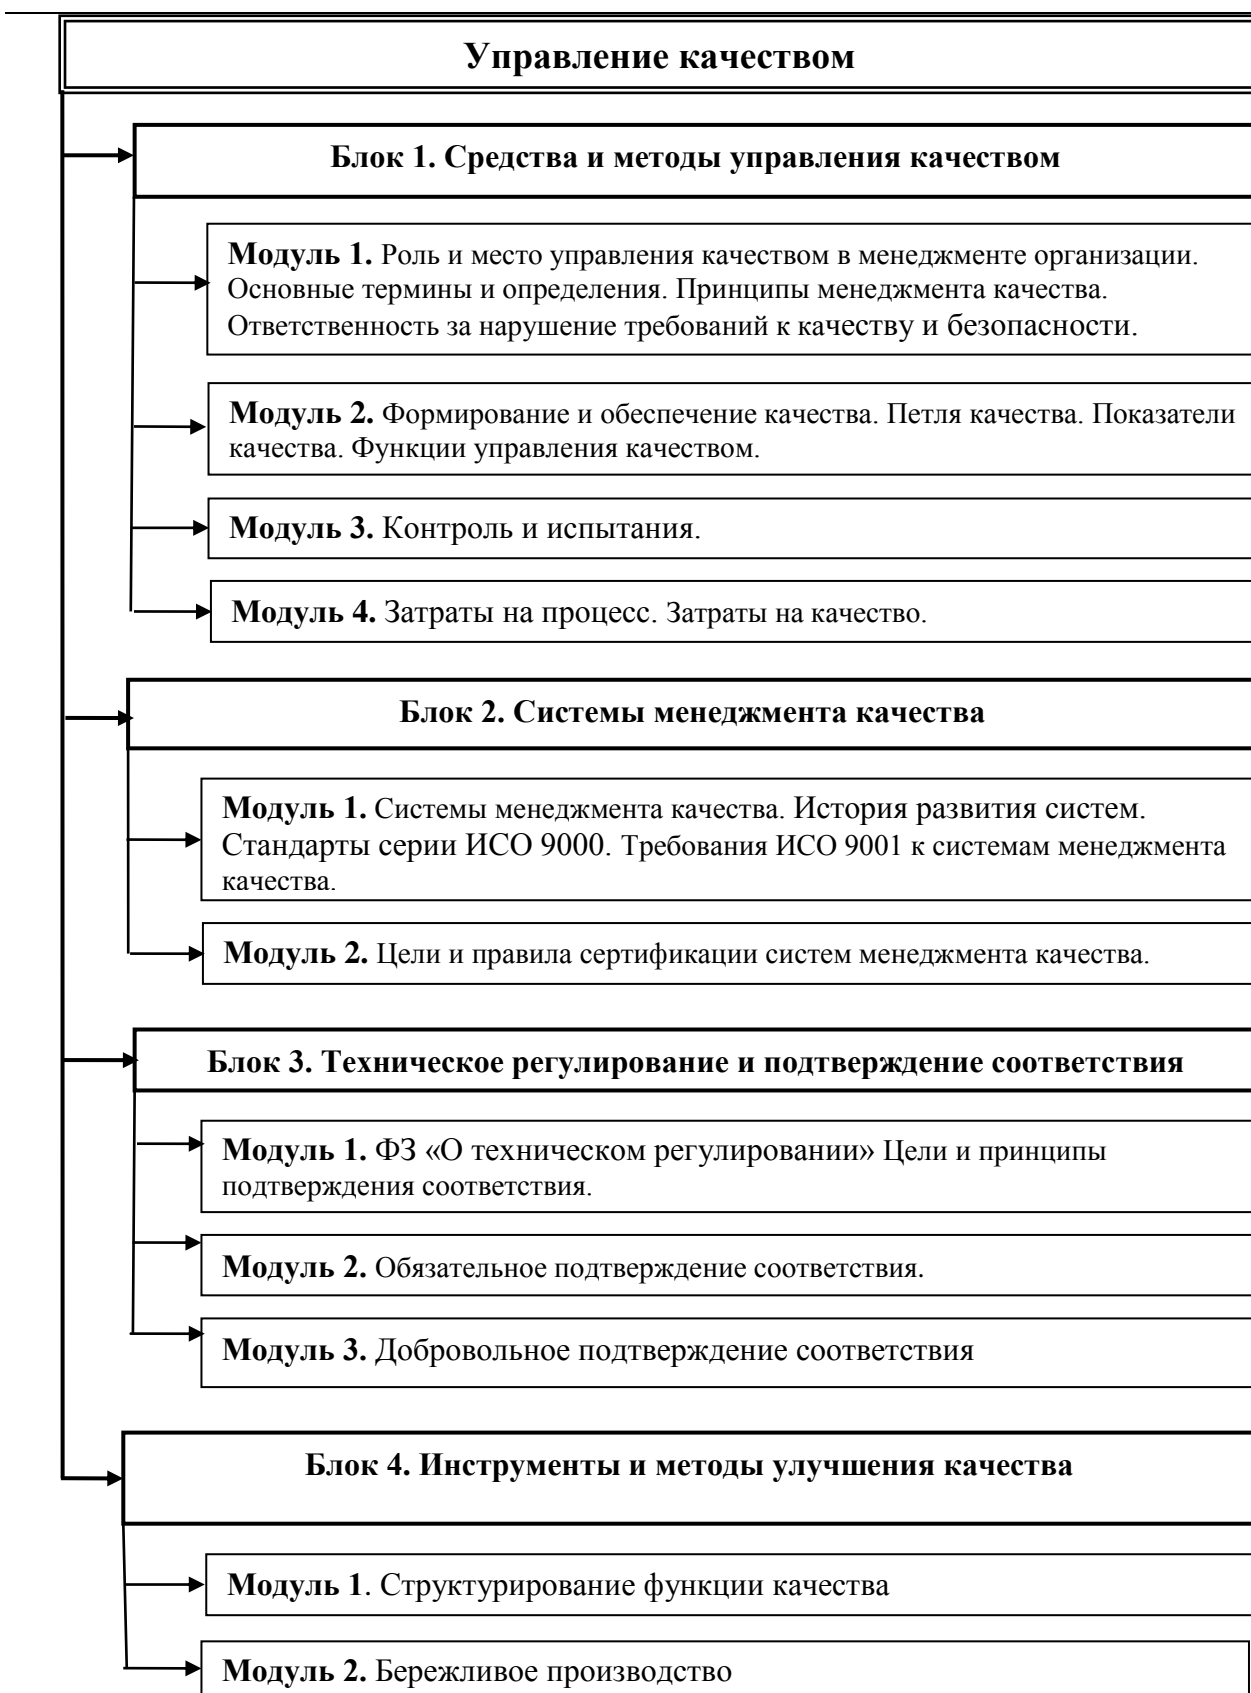 Управление качеством
Блок 1. Средства и методы управления качеством
Модуль 1. Роль и место управления качеством в менеджменте организации.
Основные термины и определения. Принципы менеджмента качества.
Ответственность за нарушение требований к качеству и безопасности.
Модуль 2. Формирование и обеспечение качества. Петля качества. Показатели
качества. Функции управления качеством.
Модуль 3. Контроль и испытания.
Модуль 4. Затраты на процесс. Затраты на качество.
Блок 2. Системы менеджмента качества
Модуль 1. Системы менеджмента качества. История развития систем.
Стандарты серии ИСО 9000. Требования ИСО 9001 к системам менеджмента
качества.
Модуль 2. Цели и правила сертификации систем менеджмента качества.
Блок 3. Техническое регулирование и подтверждение соответствия
Модуль 1. ФЗ «О техническом регулировании» Цели и принципы
подтверждения соответствия.
Модуль 2. Обязательное подтверждение соответствия.
Модуль 3. Добровольное подтверждение соответствия
Блок 4. Инструменты и методы улучшения качества
Модуль 1. Структурирование функции качества
Модуль 2. Бережливое производство